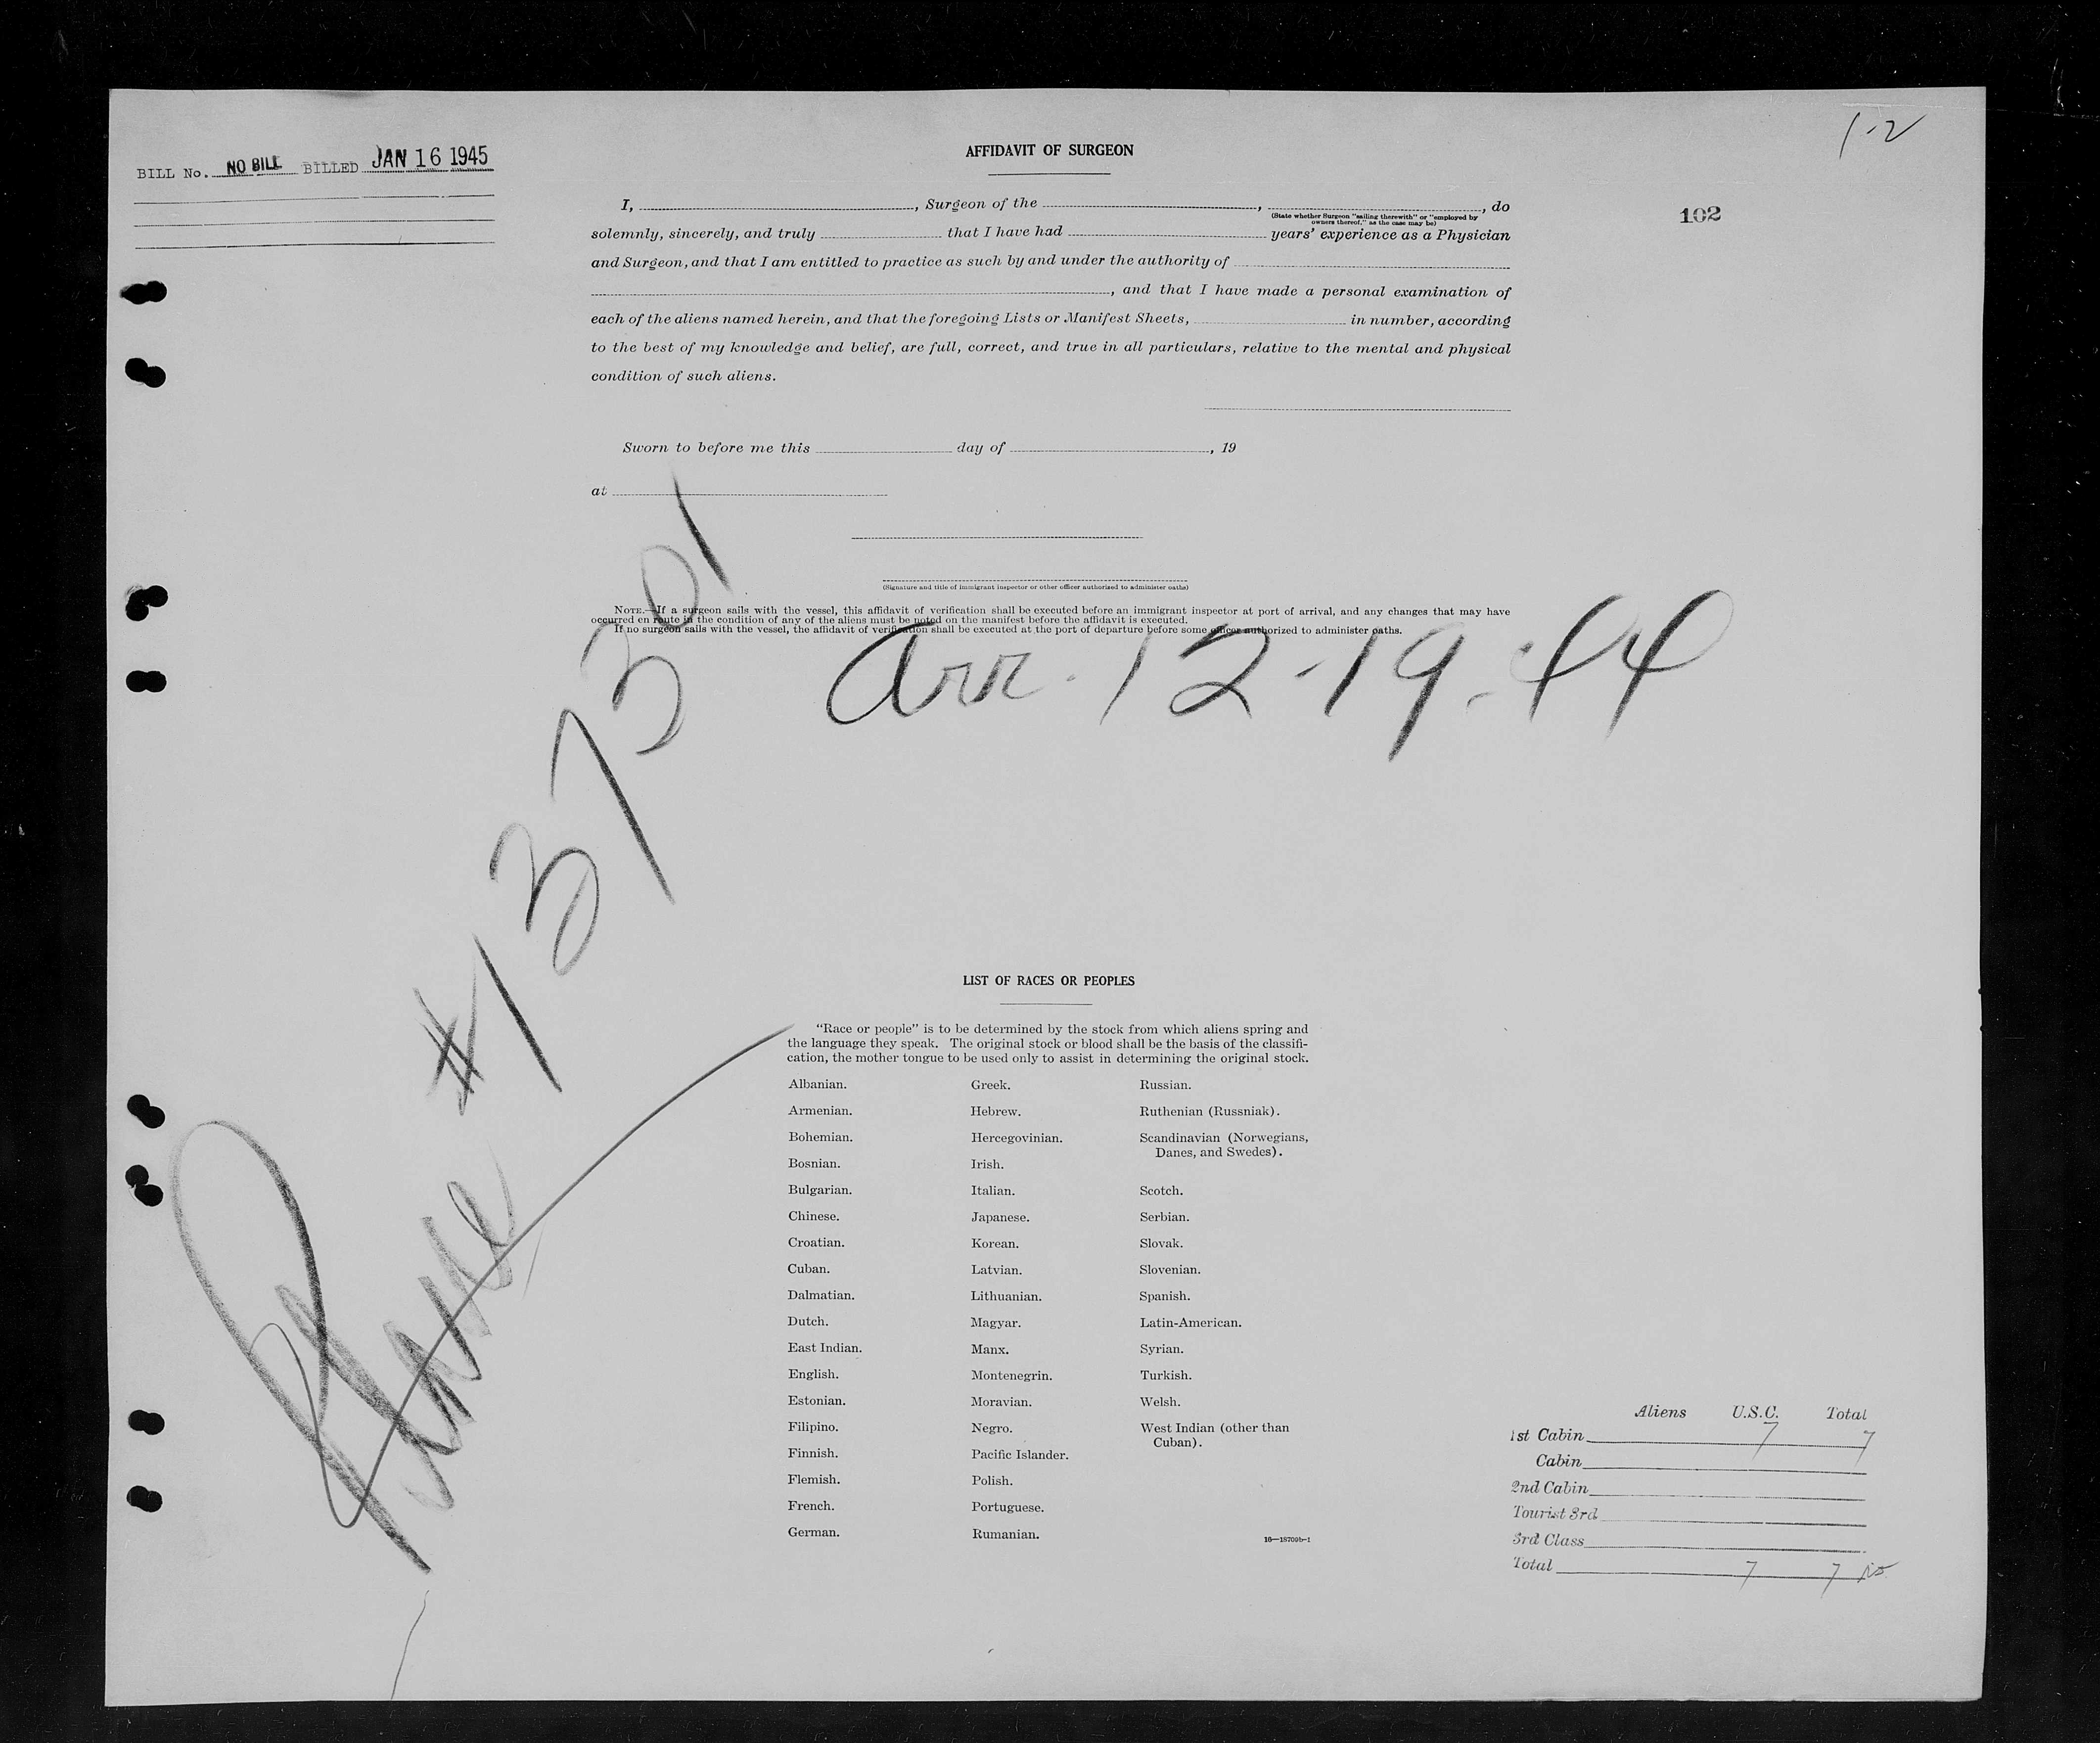 1-2
BILL No. NO BILL BILLED JAN 16 1945
AFFIDAVIT OF SURGEON
102
I, , Surgeon of the , , do
(State whether Surgeon "sailing therewith" or "employed by
owners thereof," as the case may be)
solemnly, sincerely, and truly that I have had years' experience as a Physician
and Surgeon, and that I am entitled to practice as such by and under the authority of
, and that I have made a personal examination of
each of the aliens named herein, and that the foregoing Lists or Manifest Sheets, in number, according
to the best of my knowledge and belief, are full, correct, and true in all particulars, relative to the mental and physical
condition of such aliens.
Sworn to before me this day of , 19
at
(Signature and title of immigrant inspector or other officer authorized to administer oaths)
NOTE.—If a surgeon sails with the vessel, this affidavit of verification shall be executed before an immigrant inspector at port of arrival, and any changes that may have
occurred en route in the condition of any of the aliens must be noted on the manifest before the affidavit is executed.
If no surgeon sails with the vessel, the affidavit of verification shall be executed at the port of departure before some officer authorized to administer oaths.
Arr. 12-19-44
Plane #137301
LIST OF RACES OR PEOPLES
"Race or people" is to be determined by the stock from which aliens spring and
the language they speak. The original stock or blood shall be the basis of the classifi-
cation, the mother tongue to be used only to assist in determining the original stock.
Albanian. Greek. Russian.
Armenian. Hebrew. Ruthenian (Russniak).
Bohemian. Hercegovinian. Scandinavian (Norwegians,
Danes, and Swedes).
Bosnian. Irish.
Bulgarian. Italian. Scotch.
Chinese. Japanese. Serbian.
Croatian. Korean. Slovak.
Cuban. Latvian. Slovenian.
Dalmatian. Lithuanian. Spanish.
Dutch. Magyar. Latin-American.
East Indian. Manx. Syrian.
English. Montenegrin. Turkish.
Estonian. Moravian. Welsh.
Filipino. Negro. West Indian (other than
Cuban).
Finnish. Pacific Islander.
Flemish. Polish.
French. Portuguese.
German. Rumanian.
16—18709b-1
Aliens U.S.C. Total
1st Cabin 7 7
Cabin
2nd Cabin
Tourist 3rd
3rd Class
Total 7 7